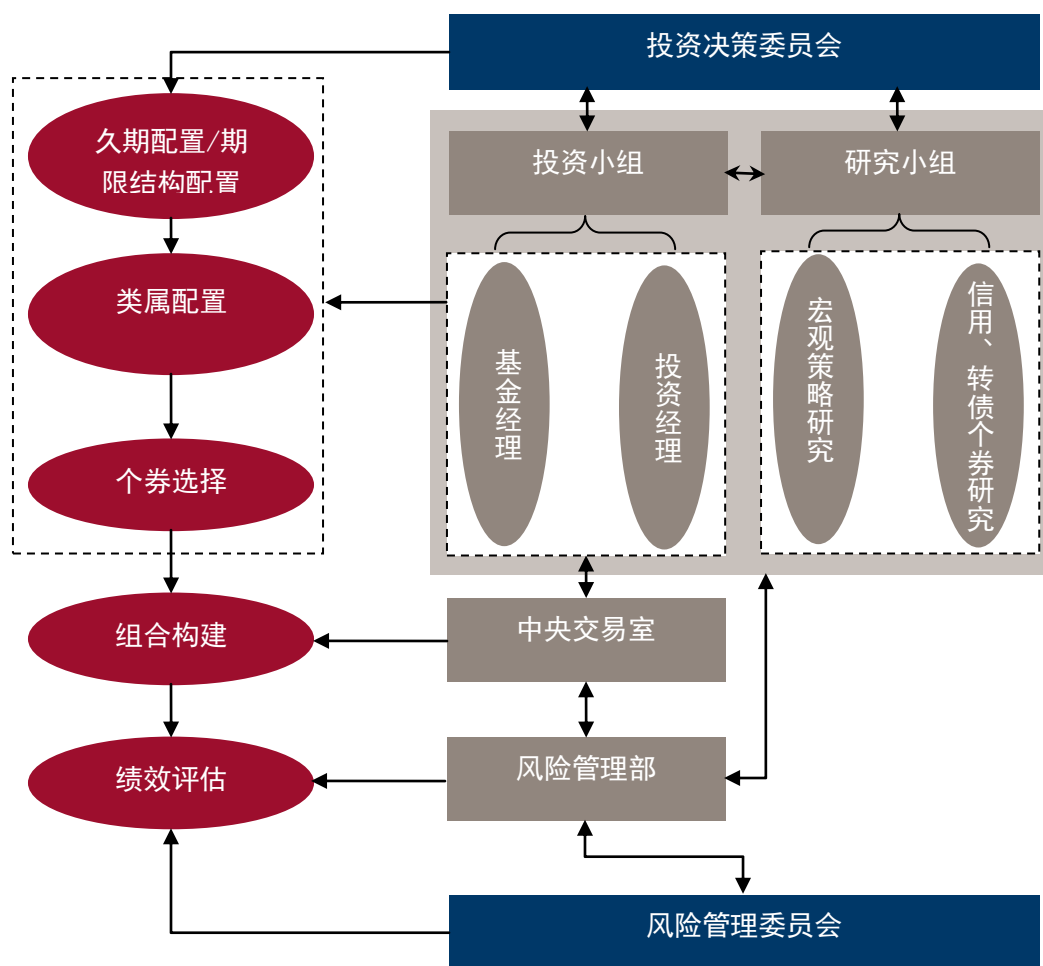 投资决策委员会
久期配置/期
限结构配置
投资小组
研究小组
类属配置
基金经理
投资经理
宏观策略研究
信用、转债个券研究
个券选择
组合构建
中央交易室
绩效评估
风险管理部
风险管理委员会